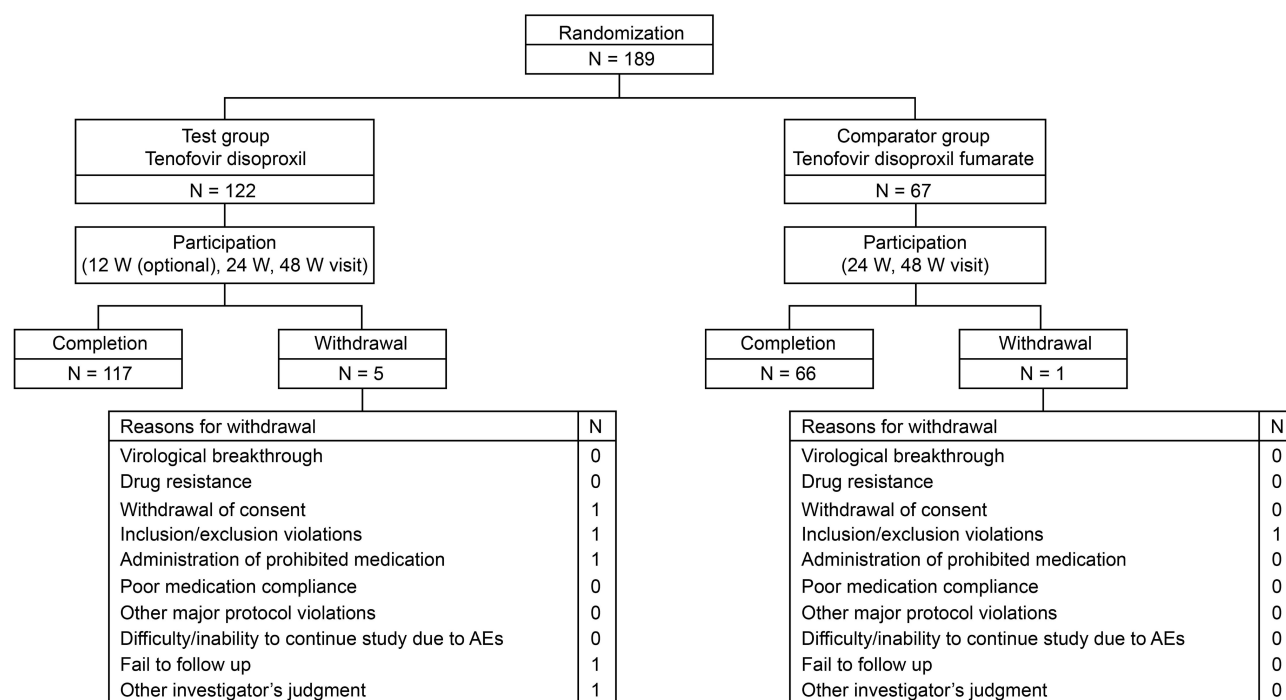 Randomization
N = 189
Test group
Tenofovir disoproxil
N = 122
Comparator group
Tenofovir disoproxil fumarate
N = 67
Participation
(12 W (optional), 24 W, 48 W visit)
Participation
(24 W, 48 W visit)
Completion
N = 117
Withdrawal
N = 5
Completion
N = 66
Withdrawal
N = 1
Reasons for withdrawal N
Virological breakthrough 0
Drug resistance 0
Withdrawal of consent 1
Inclusion/exclusion violations 1
Administration of prohibited medication 1
Poor medication compliance 0
Other major protocol violations 0
Difficulty/inability to continue study due to AEs 0
Fail to follow up 1
Other investigator's judgment 1
Reasons for withdrawal N
Virological breakthrough 0
Drug resistance 0
Withdrawal of consent 0
Inclusion/exclusion violations 1
Administration of prohibited medication 0
Poor medication compliance 0
Other major protocol violations 0
Difficulty/inability to continue study due to AEs 0
Fail to follow up 0
Other investigator's judgment 0